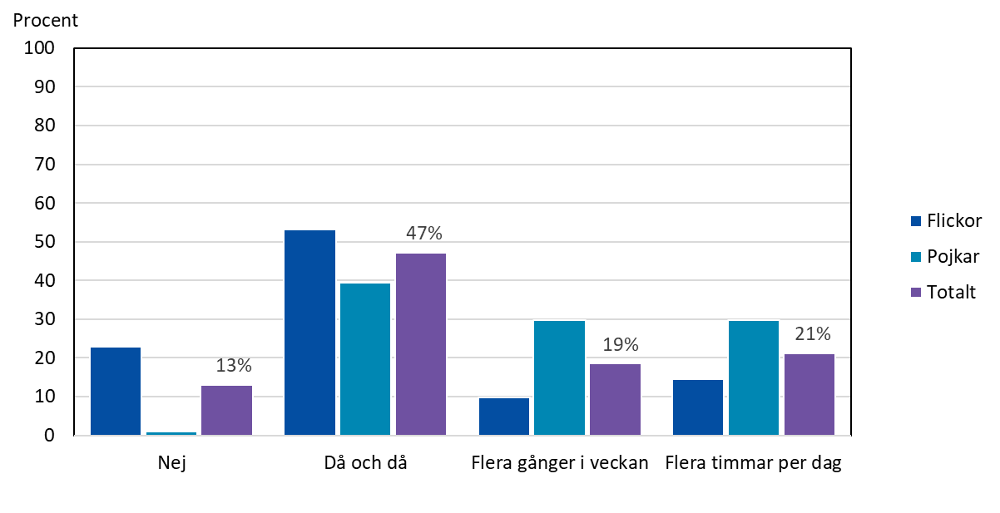 Procent
100
90
80
70
60
50
40
30
20
10
0
13%
47%
19%
21%
Nej
Då och då
Flera gånger i veckan
Flera timmar per dag
Flickor
Pojkar
Totalt